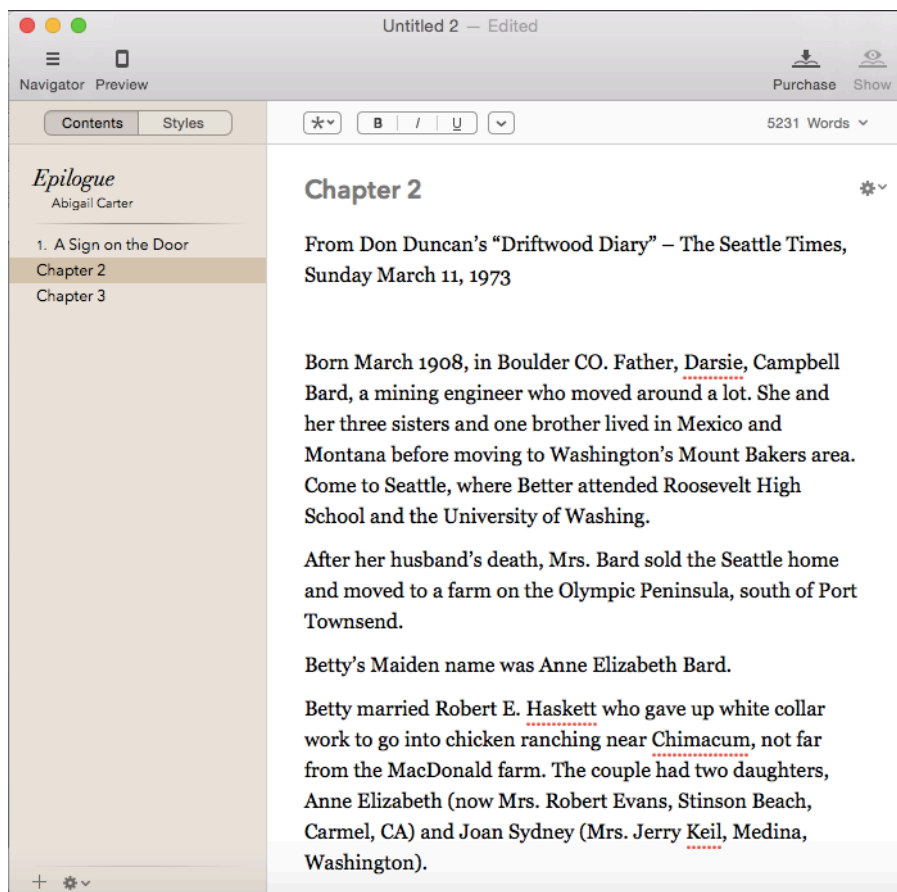 Untitled 2 — Edited
Navigator Preview Purchase Show
Contents Styles B I U 5231 Words
Epilogue
Abigail Carter
1. A Sign on the Door
Chapter 2
Chapter 3
Chapter 2
From Don Duncan’s “Driftwood Diary” – The Seattle Times,
Sunday March 11, 1973
Born March 1908, in Boulder CO. Father, Darsie, Campbell
Bard, a mining engineer who moved around a lot. She and
her three sisters and one brother lived in Mexico and
Montana before moving to Washington’s Mount Bakers area.
Come to Seattle, where Better attended Roosevelt High
School and the University of Washing.
After her husband’s death, Mrs. Bard sold the Seattle home
and moved to a farm on the Olympic Peninsula, south of Port
Townsend.
Betty’s Maiden name was Anne Elizabeth Bard.
Betty married Robert E. Haskett who gave up white collar
work to go into chicken ranching near Chimacum, not far
from the MacDonald farm. The couple had two daughters,
Anne Elizabeth (now Mrs. Robert Evans, Stinson Beach,
Carmel, CA) and Joan Sydney (Mrs. Jerry Keil, Medina,
Washington).